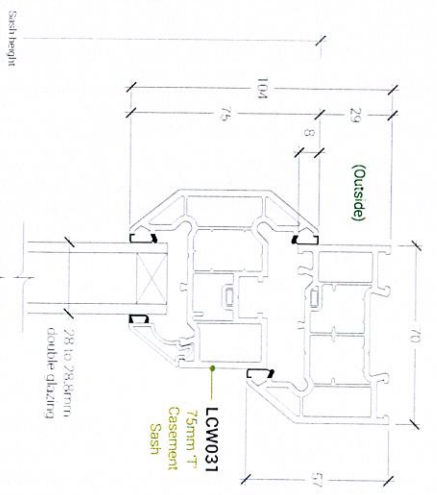 Sash height
104
75
29
8
(Outside)
70
28 to 28.8mm
double glazing
LCW031
75mm 'T'
Casement
Sash
57